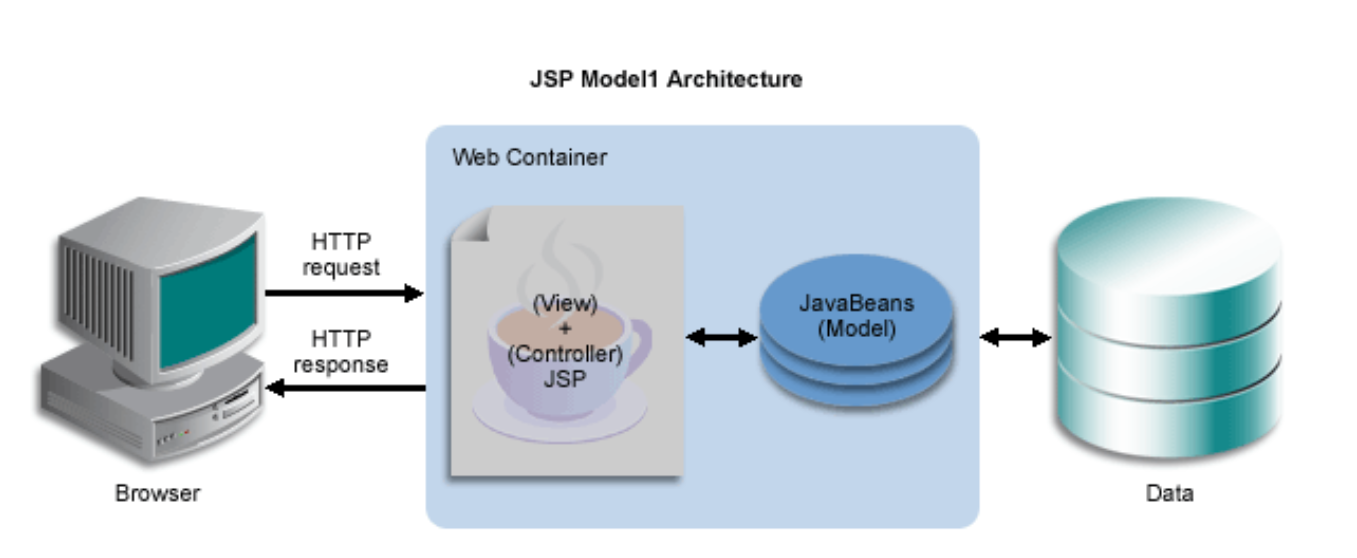 JSP Model1 Architecture
Web Container
HTTP
request
HTTP
response
(View)
+
(Controller)
JSP
JavaBeans
(Model)
Browser
Data